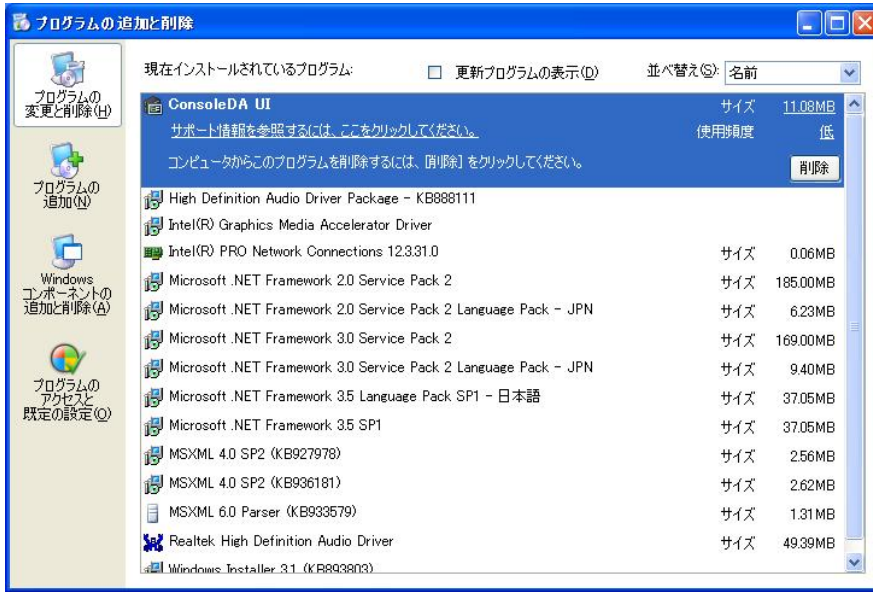 プログラムの追加と削除
プログラムの
変更と削除(H)
プログラムの
追加(N)
Windows
コンポーネントの
追加と削除(A)
プログラムの
アクセスと
既定の設定(O)
現在インストールされているプログラム:
更新プログラムの表示(D)
並べ替え(S): 名前
ConsoleDA UI サイズ 11.08MB
サポート情報を参照するには、ここをクリックしてください。 使用頻度 低
コンピュータからこのプログラムを削除するには、[削除] をクリックしてください。 削除
High Definition Audio Driver Package - KB888111
Intel(R) Graphics Media Accelerator Driver
Intel(R) PRO Network Connections 12.3.31.0 サイズ 0.06MB
Microsoft .NET Framework 2.0 Service Pack 2 サイズ 185.00MB
Microsoft .NET Framework 2.0 Service Pack 2 Language Pack - JPN サイズ 6.23MB
Microsoft .NET Framework 3.0 Service Pack 2 サイズ 169.00MB
Microsoft .NET Framework 3.0 Service Pack 2 Language Pack - JPN サイズ 9.40MB
Microsoft .NET Framework 3.5 Language Pack SP1 - 日本語 サイズ 37.05MB
Microsoft .NET Framework 3.5 SP1 サイズ 37.05MB
MSXML 4.0 SP2 (KB927978) サイズ 2.56MB
MSXML 4.0 SP2 (KB936181) サイズ 2.62MB
MSXML 6.0 Parser (KB933579) サイズ 1.31MB
Realtek High Definition Audio Driver サイズ 49.39MB
Windows Installer 3.1 (KB893803)